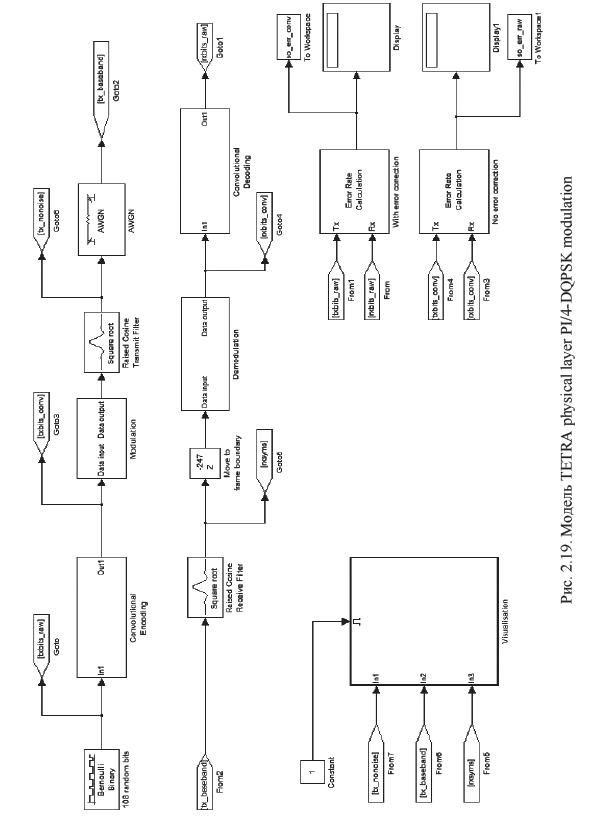 Bernoulli
Binary
108 random bits
[txbits_raw]
Goto
In1
Out1
Convolutional
Encoding
[txbits_conv]
Goto3
Data input
Data output
Modulation
Square root
Raised Cosine
Transmit Filter
[tx_nonoise]
Goto5
AWGN
AWGN
[tx_baseband]
Goto2
[tx_baseband]
From2
Square root
Raised Cosine
Receive Filter
[rxsyms]
Goto6
-247
Z
Move to
frame boundary
Data input
Data output
Demodulation
[rxbits_conv]
Goto4
In1
Out1
Convolutional
Decoding
[rxbits_raw]
Goto1
1
Constant
[tx_nonoise]
From7
[tx_baseband]
From6
[rxsyms]
From5
In1
In2
In3
Visualisation
[txbits_raw]
From1
[rxbits_raw]
From
Tx
Rx
Error Rate
Calculation
With error correction
so_err_conv
To Workspace
Display
[txbits_conv]
From4
[rxbits_conv]
From3
Tx
Rx
Error Rate
Calculation
No error correction
Display1
so_err_raw
To Workspace1
Рис. 2.19. Модель TETRA physical layer PI/4-DQPSK modulation